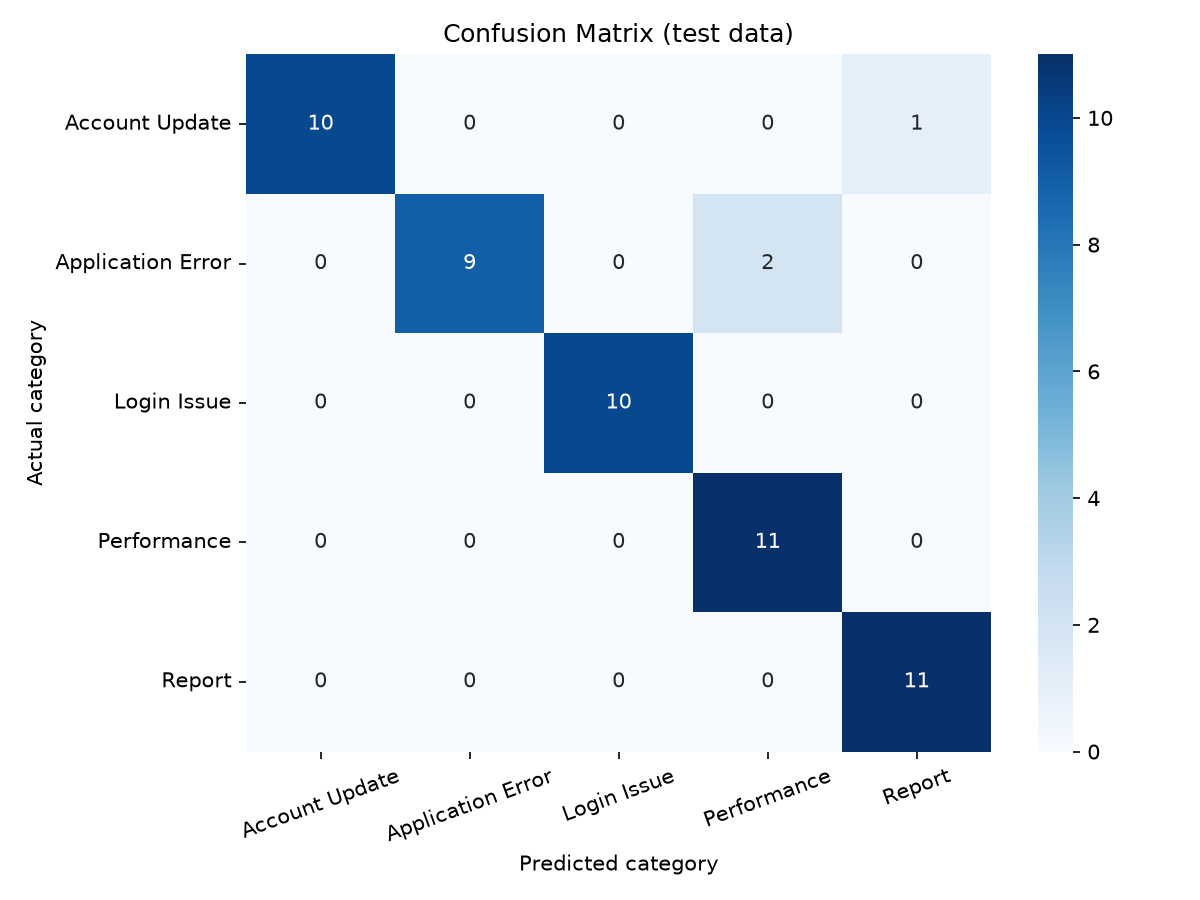 Confusion Matrix (test data)
Account Update 10 0 0 0 1
Application Error 0 9 0 2 0
Login Issue 0 0 10 0 0
Performance 0 0 0 11 0
Report 0 0 0 0 11
Actual category
Account Update Application Error Login Issue Performance Report
Predicted category
10
8
6
4
2
0